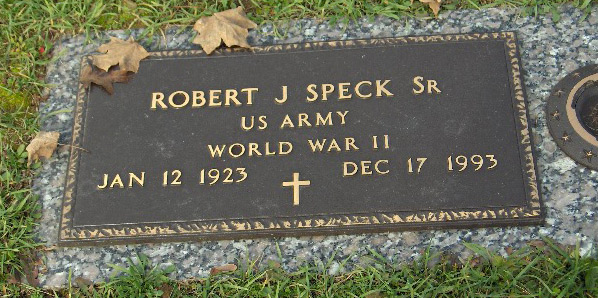 ROBERT J SPECK SR
US ARMY
WORLD WAR II
JAN 12 1923 DEC 17 1993